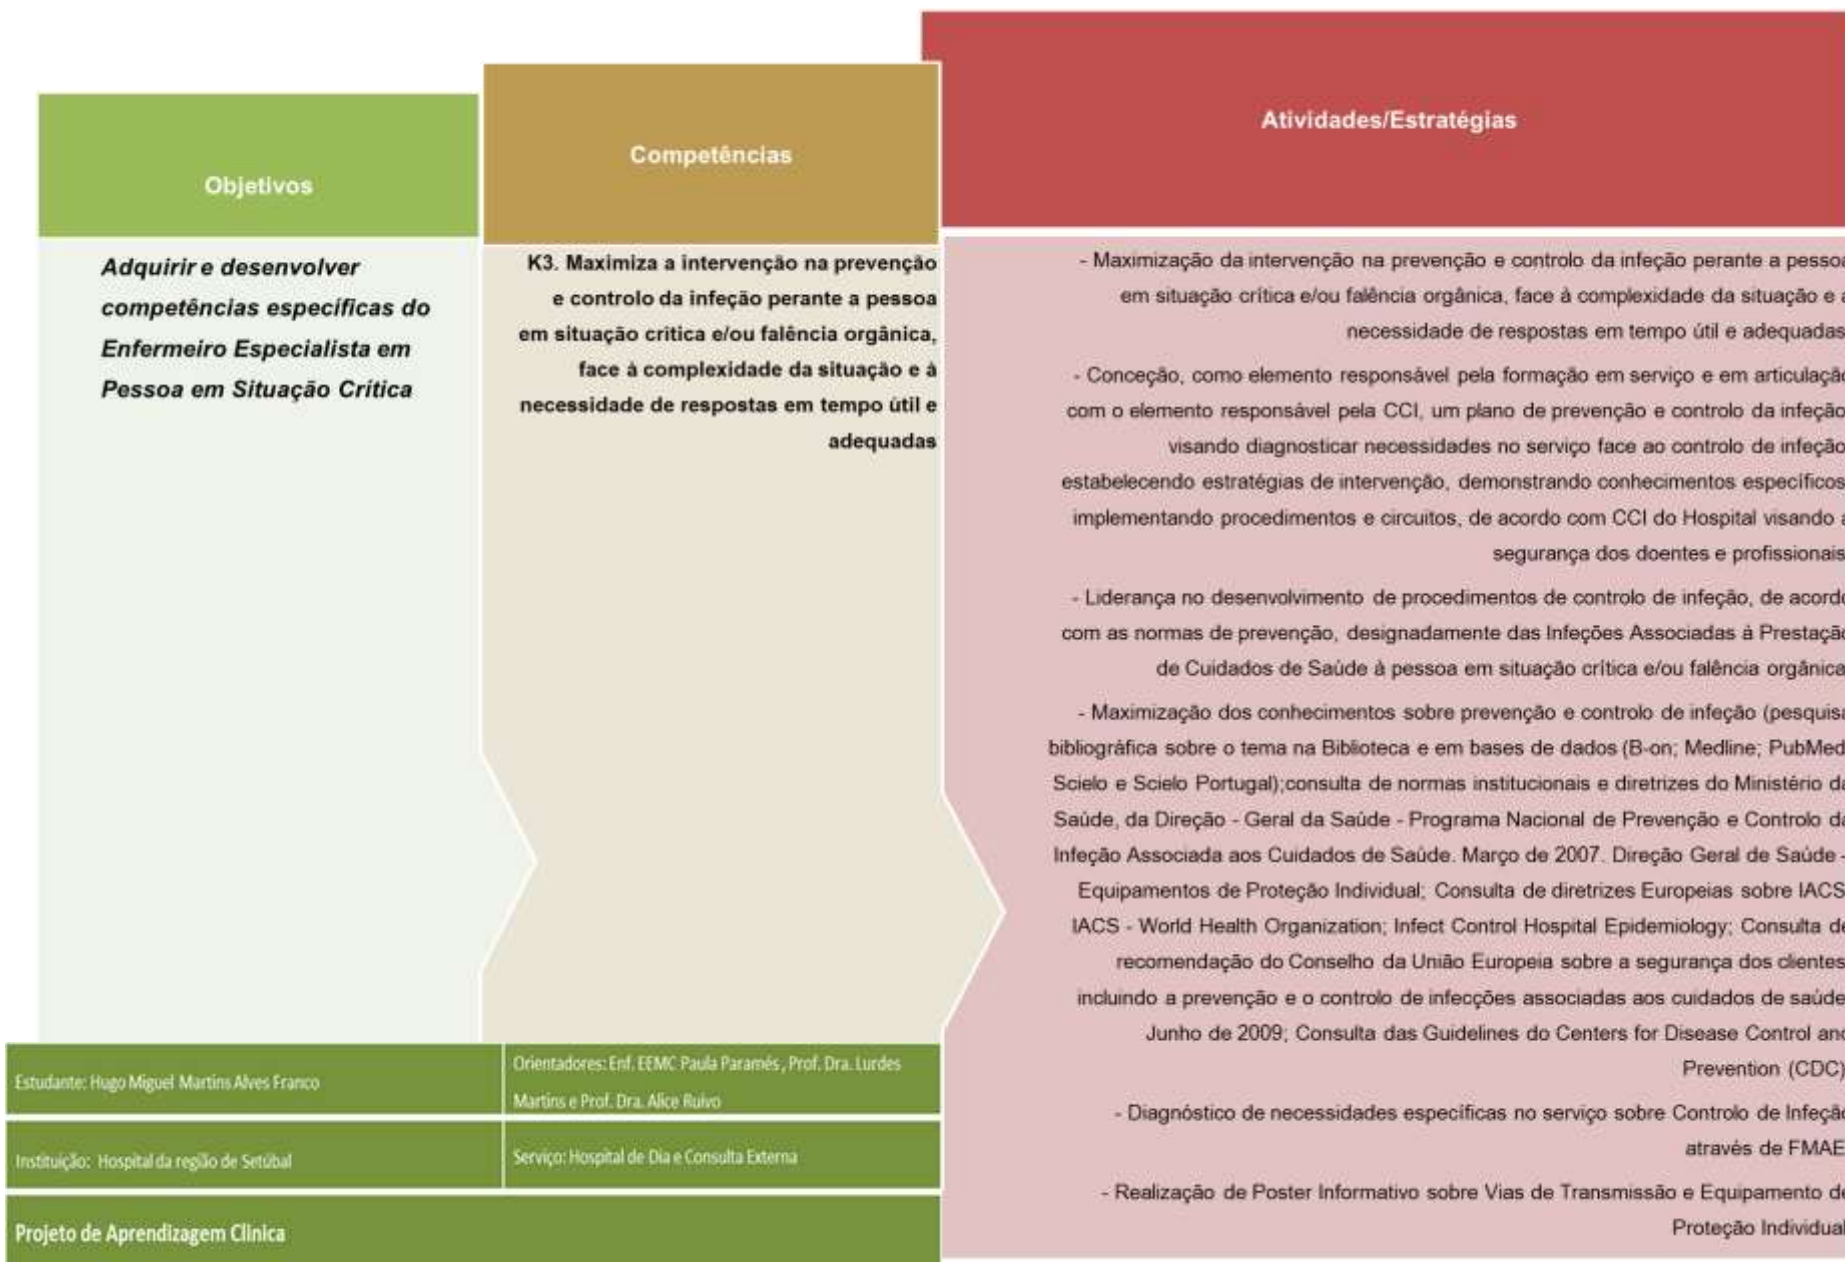 Objetivos
Adquirir e desenvolver
competências específicas do
Enfermeiro Especialista em
Pessoa em Situação Crítica
Competências
K3. Maximiza a intervenção na prevenção
e controlo da infeção perante a pessoa
em situação crítica e/ou falência orgânica,
face à complexidade da situação e à
necessidade de respostas em tempo útil e
adequadas
Atividades/Estratégias
- Maximização da intervenção na prevenção e controlo da infeção perante a pessoa
em situação crítica e/ou falência orgânica, face à complexidade da situação e a
necessidade de respostas em tempo útil e adequadas
- Conceção, como elemento responsável pela formação em serviço e em articulação
com o elemento responsável pela CCI, um plano de prevenção e controlo da infeção
visando diagnosticar necessidades no serviço face ao controlo de infeção
estabelecendo estratégias de intervenção, demonstrando conhecimentos específicos
implementando procedimentos e circuitos, de acordo com CCI do Hospital visando a
segurança dos doentes e profissionais
- Liderança no desenvolvimento de procedimentos de controlo de infeção, de acordo
com as normas de prevenção, designadamente das Infeções Associadas à Prestação
de Cuidados de Saúde à pessoa em situação crítica e/ou falência orgânica
- Maximização dos conhecimentos sobre prevenção e controlo de infeção (pesquisa
bibliográfica sobre o tema na Biblioteca e em bases de dados (B-on; Medline; PubMed
Scielo e Scielo Portugal);consulta de normas institucionais e diretrizes do Ministério da
Saúde, da Direção - Geral da Saúde - Programa Nacional de Prevenção e Controlo da
Infeção Associada aos Cuidados de Saúde. Março de 2007. Direção Geral de Saúde -
Equipamentos de Proteção Individual; Consulta de diretrizes Europeias sobre IACS
IACS - World Health Organization; Infect Control Hospital Epidemiology; Consulta de
recomendação do Conselho da União Europeia sobre a segurança dos clientes
incluindo a prevenção e o controlo de infecções associadas aos cuidados de saúde
Junho de 2009; Consulta das Guidelines do Centers for Disease Control and
Prevention (CDC)
- Diagnóstico de necessidades específicas no serviço sobre Controlo de Infeção
através de FMAE
- Realização de Poster Informativo sobre Vias de Transmissão e Equipamento de
Proteção Individual
Estudante: Hugo Miguel Martins Alves Franco
Orientadores: Enf. EEMC Paula Paramés , Prof. Dra. Lurdes
Martins e Prof. Dra. Alice Ruivo
Instituição: Hospital da região de Setúbal
Serviço: Hospital de Dia e Consulta Externa
Projeto de Aprendizagem Clinica